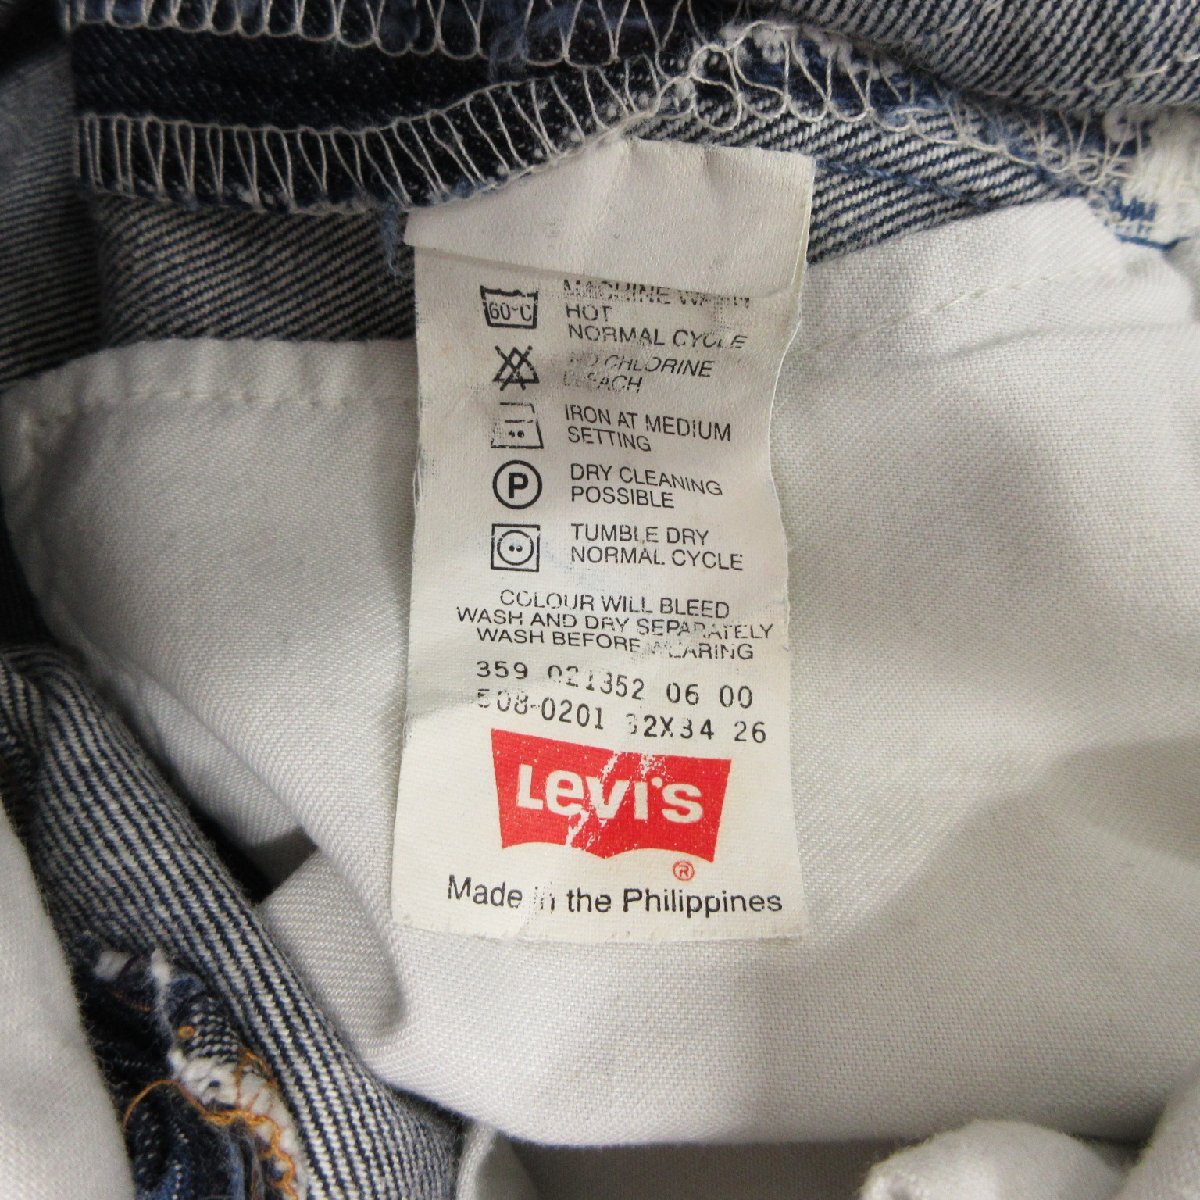 60°C MACHINE WASH
HOT
NORMAL CYCLE
NO CHLORINE
BLEACH
IRON AT MEDIUM
SETTING
P DRY CLEANING
POSSIBLE
TUMBLE DRY
NORMAL CYCLE
COLOUR WILL BLEED
WASH AND DRY SEPARATELY
WASH BEFORE WEARING
359 021352 06 00
508-0201 32X34 26
Levi's ®
Made in the Philippines